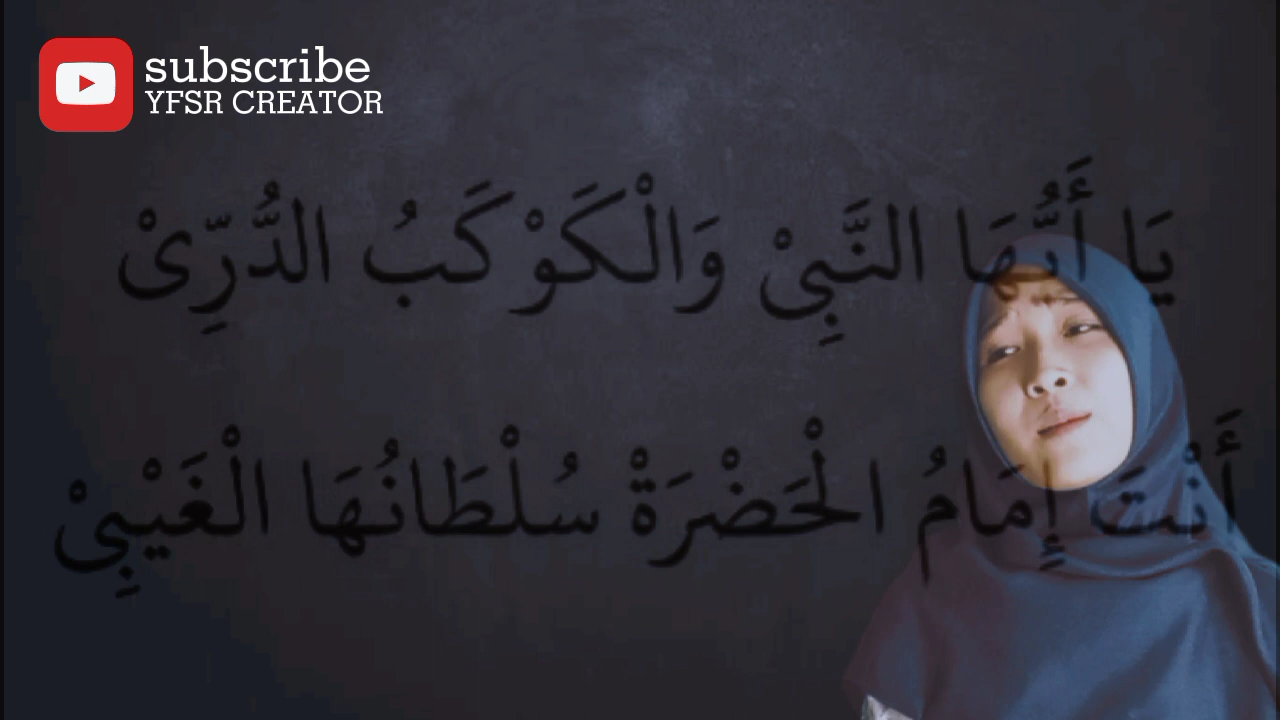 subscribe
YFSR CREATOR
يَا أَيُّهَا النَّبِىْ وَالْكَوْكَبُ الدُّرِّىْ
أَنْتَ إِمَامُ الْحَضْرَةْ سُلْطَانُهَا الْغَيْبِىْ